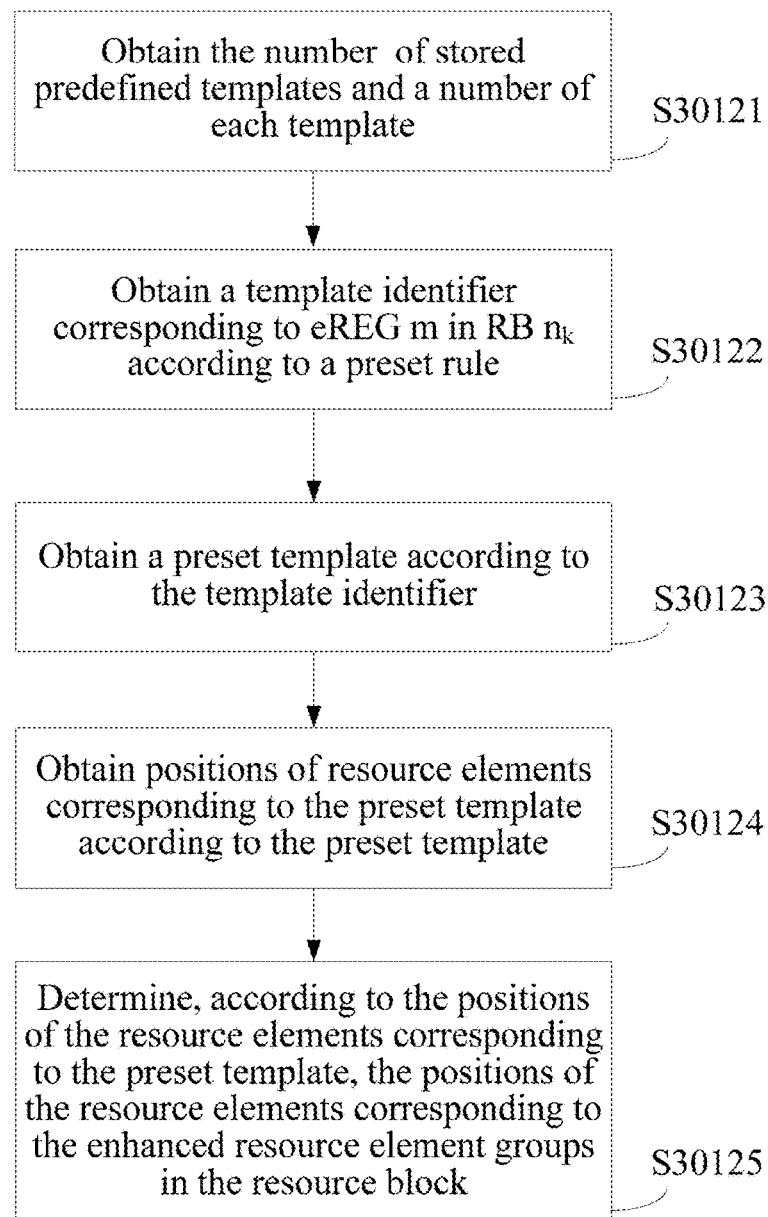 Obtain the number of stored
predefined templates and a number of
each template
S30121
Obtain a template identifier
corresponding to eREG m in RB nₖ
according to a preset rule
S30122
Obtain a preset template according to
the template identifier
S30123
Obtain positions of resource elements
corresponding to the preset template
according to the preset template
S30124
Determine, according to the positions
of the resource elements corresponding
to the preset template, the positions of
the resource elements corresponding to
the enhanced resource element groups
in the resource block
S30125